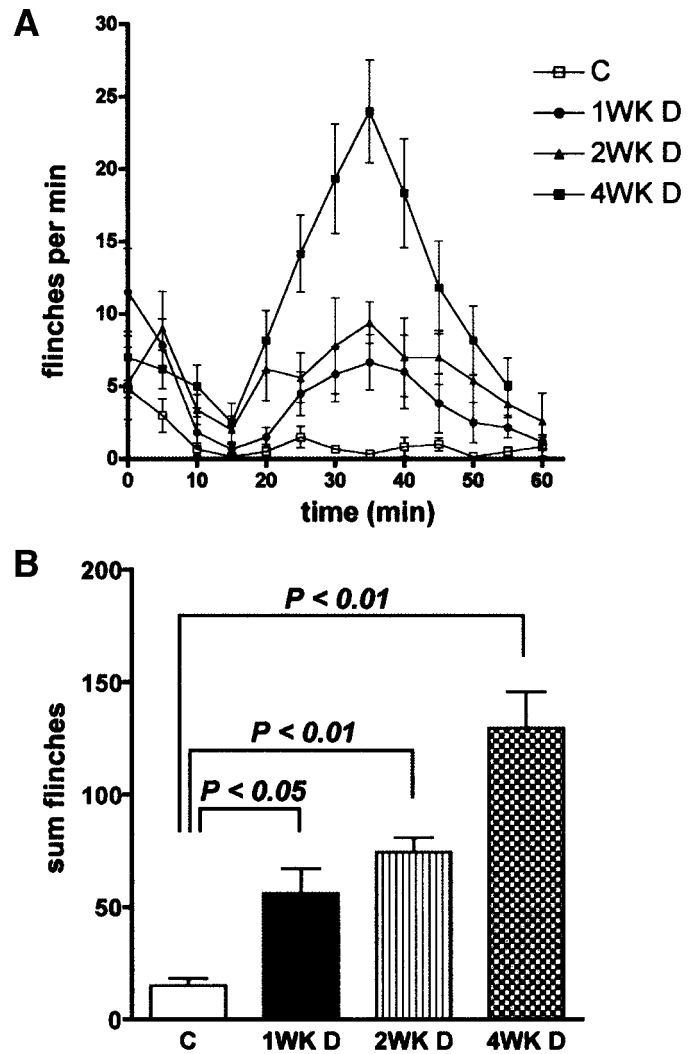 A
30
25
20
15
10
5
0
flinches per min
0 10 20 30 40 50 60
time (min)
C
1WK D
2WK D
4WK D
B
200
150
100
50
0
sum flinches
P < 0.01
P < 0.01
P < 0.05
C 1WK D 2WK D 4WK D